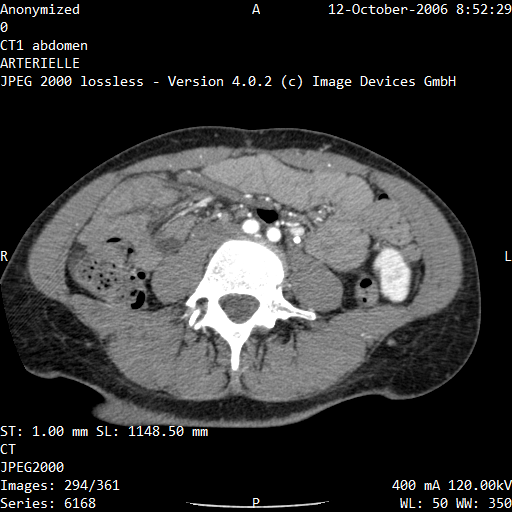 Anonymized A 12-October-2006 8:52:29
0
CT1 abdomen
ARTERIELLE
JPEG 2000 lossless - Version 4.0.2 (c) Image Devices GmbH
R L
ST: 1.00 mm SL: 1148.50 mm
CT
JPEG2000
Images: 294/361 400 mA 120.00kV
Series: 6168 P WL: 50 WW: 350